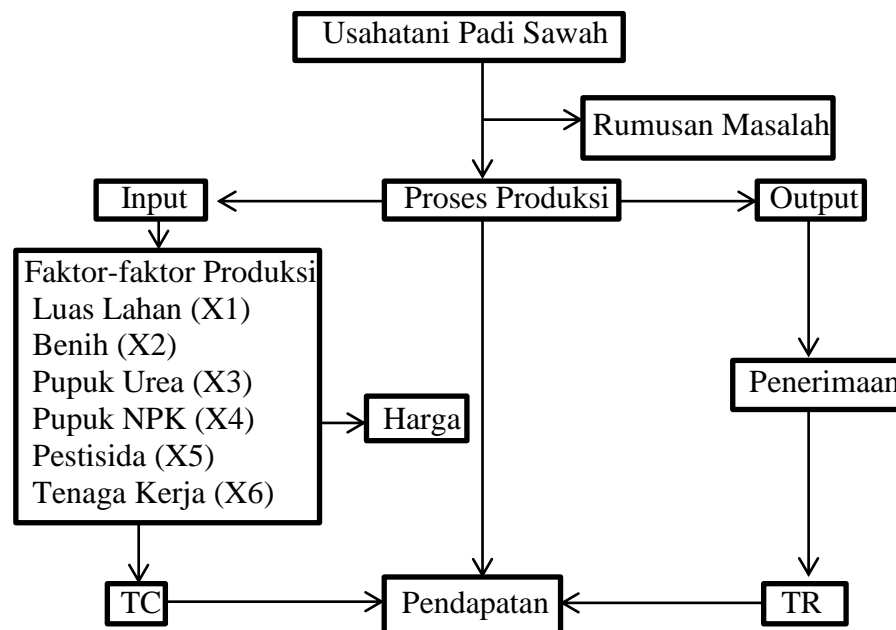 Usahatani Padi Sawah
Rumusan Masalah
Input
Proses Produksi
Output
Faktor-faktor Produksi
Luas Lahan (X1)
Benih (X2)
Pupuk Urea (X3)
Pupuk NPK (X4)
Pestisida (X5)
Tenaga Kerja (X6)
Harga
Penerimaan
TC
Pendapatan
TR